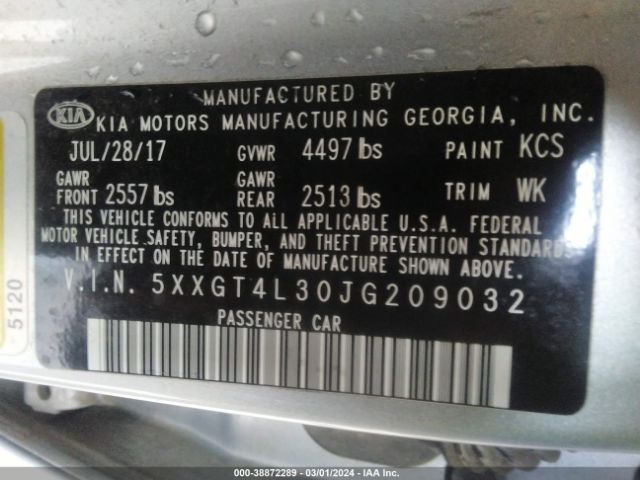 MANUFACTURED BY
KIA KIA MOTORS MANUFACTURING GEORGIA, INC.
JUL/28/17 GVWR 4497 lbs PAINT KCS
GAWR FRONT 2557 lbs GAWR REAR 2513 lbs TRIM WK
THIS VEHICLE CONFORMS TO ALL APPLICABLE U.S.A. FEDERAL
MOTOR VEHICLE SAFETY, BUMPER, AND THEFT PREVENTION STANDARDS
IN EFFECT ON THE DATE OF MANUFACTURE SHOWN ABOVE.
V.I.N. 5XXGT4L30JG209032
PASSENGER CAR
5120
000-38872289 - 03/01/2024 - IAA Inc.